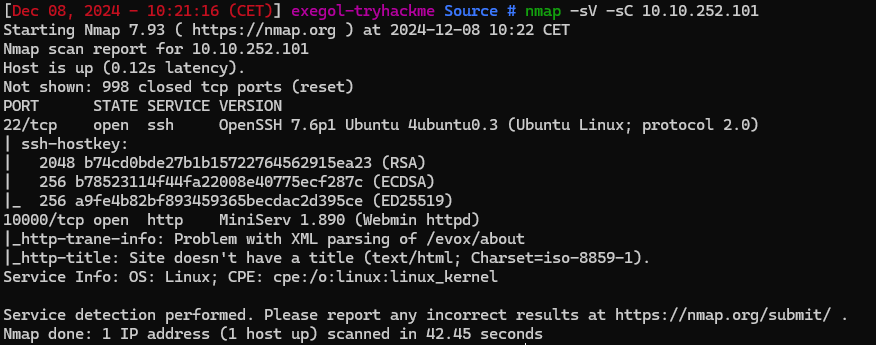 [Dec 08, 2024 - 10:21:16 (CET)] exegol-tryhackme Source # nmap -sV -sC 10.10.252.101
Starting Nmap 7.93 ( https://nmap.org ) at 2024-12-08 10:22 CET
Nmap scan report for 10.10.252.101
Host is up (0.12s latency).
Not shown: 998 closed tcp ports (reset)
PORT      STATE SERVICE VERSION
22/tcp    open  ssh     OpenSSH 7.6p1 Ubuntu 4ubuntu0.3 (Ubuntu Linux; protocol 2.0)
| ssh-hostkey:
|   2048 b74cd0bde27b1b15722764562915ea23 (RSA)
|   256 b78523114f44fa22008e40775ecf287c (ECDSA)
|_  256 a9fe4b82bf893459365becdac2d395ce (ED25519)
10000/tcp open  http    MiniServ 1.890 (Webmin httpd)
|_http-trane-info: Problem with XML parsing of /evox/about
|_http-title: Site doesn't have a title (text/html; Charset=iso-8859-1).
Service Info: OS: Linux; CPE: cpe:/o:linux:linux_kernel

Service detection performed. Please report any incorrect results at https://nmap.org/submit/ .
Nmap done: 1 IP address (1 host up) scanned in 42.45 seconds